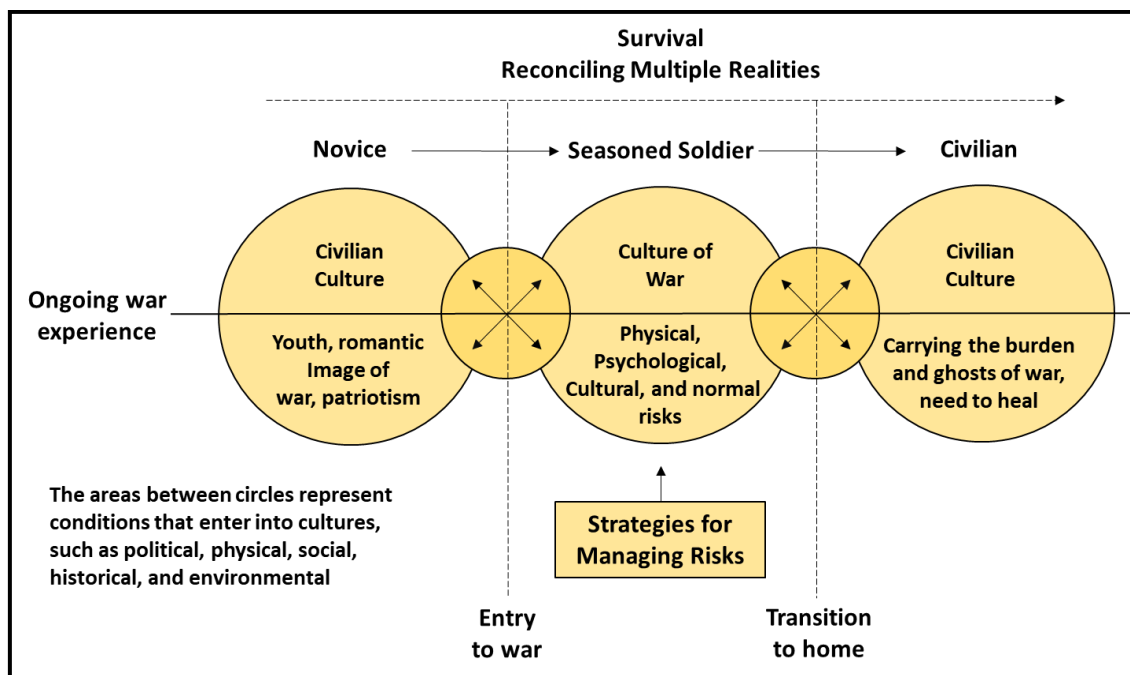 Survival
Reconciling Multiple Realities
Novice
Seasoned Soldier
Civilian
Civilian
Culture
Culture of
War
Civilian
Culture
Ongoing war
experience
Youth, romantic
Image of
war, patriotism
Physical,
Psychological,
Cultural, and normal
risks
Carrying the burden
and ghosts of war,
need to heal
The areas between circles represent
conditions that enter into cultures,
such as political, physical, social,
historical, and environmental
Strategies for
Managing Risks
Entry
to war
Transition
to home